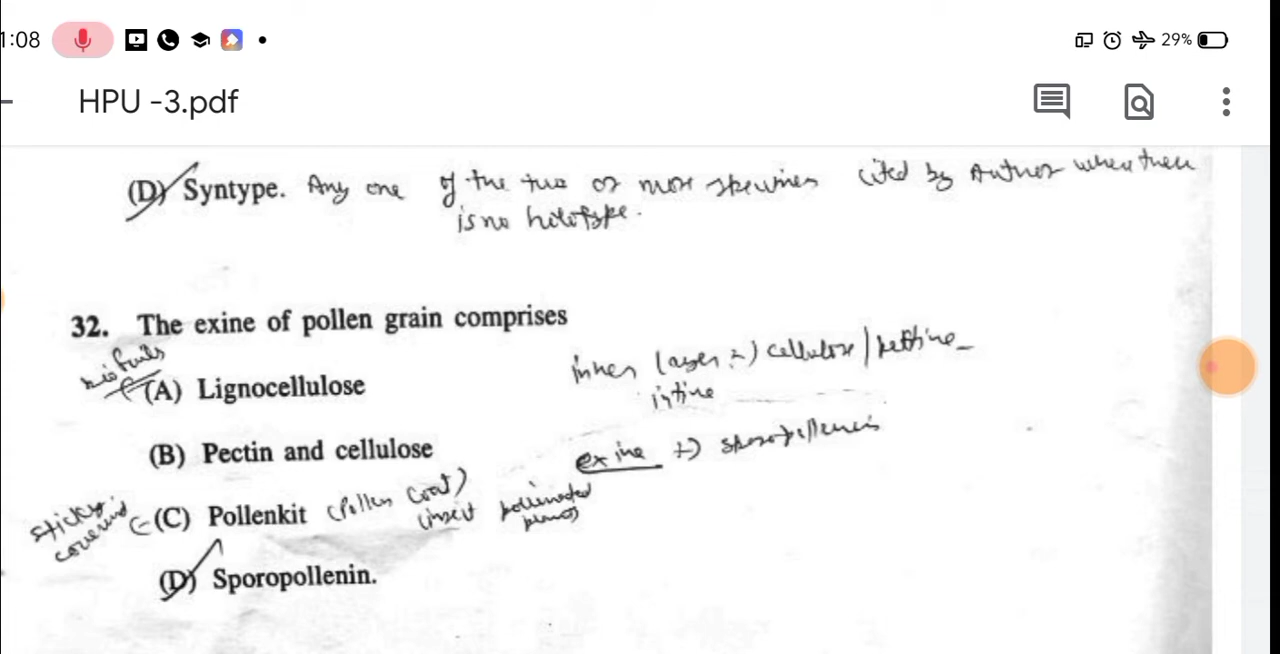 1:08 29%
HPU -3.pdf
(D) Syntype. Any one of the two or more specimens cited by Author when there
is no holotype.
32. The exine of pollen grain comprises
(A) Lignocellulose
inner layer :-) cellulose / pectine
intine
(B) Pectin and cellulose
exine +) sporopollenin
sticky covering (C) Pollenkit (Pollen coat)
(insect pollinated plants
(D) Sporopollenin.